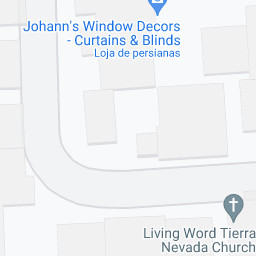 Johann's Window Decors
- Curtains & Blinds
Loja de persianas
Living Word Tierra
Nevada Church